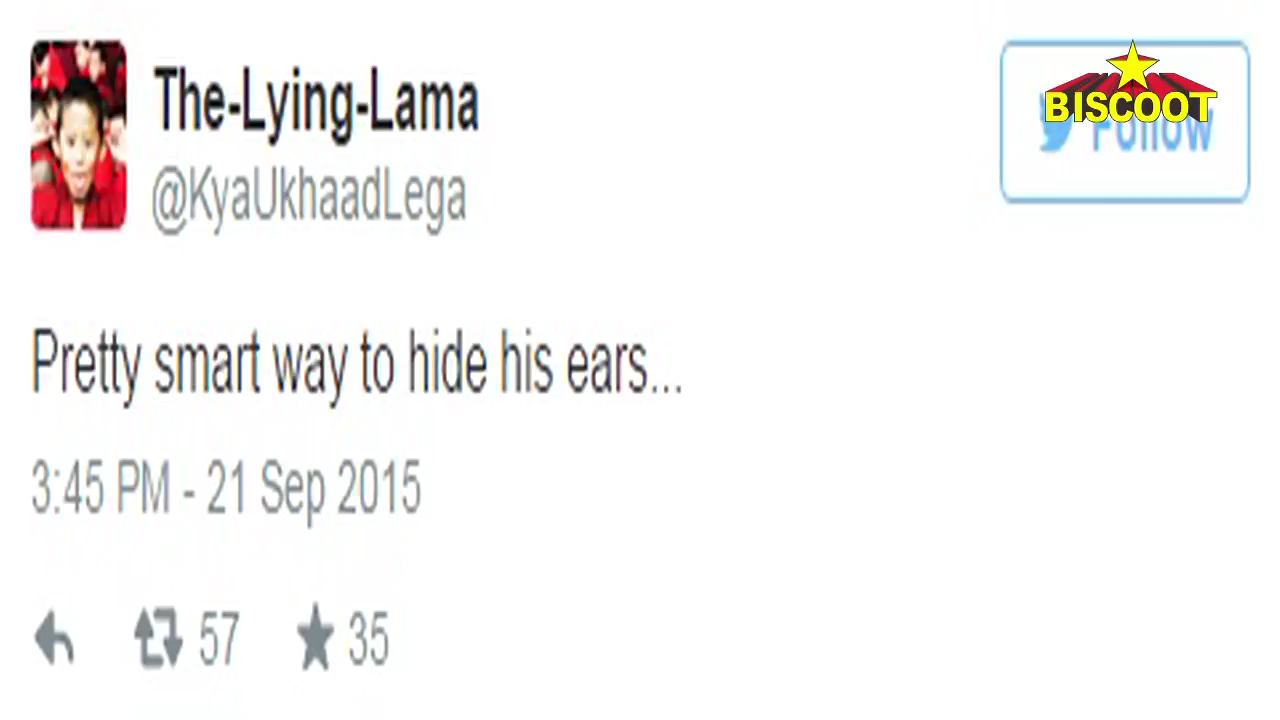 The-Lying-Lama
@KyaUkhaadLega
BISCOOT
Follow
Pretty smart way to hide his ears...
3:45 PM - 21 Sep 2015
57 35